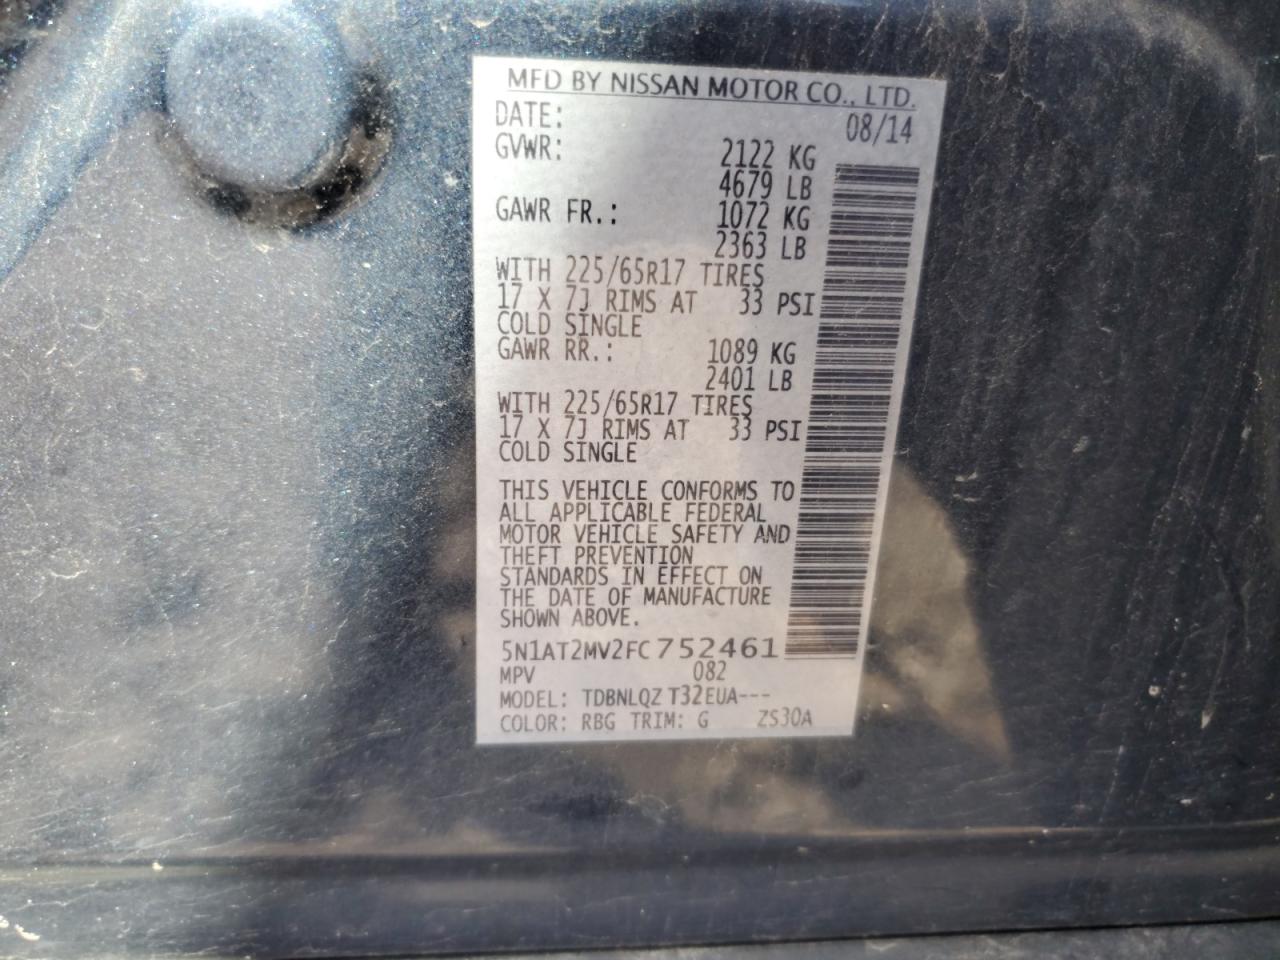 MFD BY NISSAN MOTOR CO., LTD.
DATE: 08/14
GVWR: 2122 KG
4679 LB
GAWR FR.: 1072 KG
2363 LB
WITH 225/65R17 TIRES
17 X 7J RIMS AT 33 PSI
COLD SINGLE
GAWR RR.: 1089 KG
2401 LB
WITH 225/65R17 TIRES
17 X 7J RIMS AT 33 PSI
COLD SINGLE
THIS VEHICLE CONFORMS TO
ALL APPLICABLE FEDERAL
MOTOR VEHICLE SAFETY AND
THEFT PREVENTION
STANDARDS IN EFFECT ON
THE DATE OF MANUFACTURE
SHOWN ABOVE.
5N1AT2MV2FC752461
MPV 082
MODEL: TDBNLQZ T32EUA---
COLOR: RBG TRIM: G ZS30A